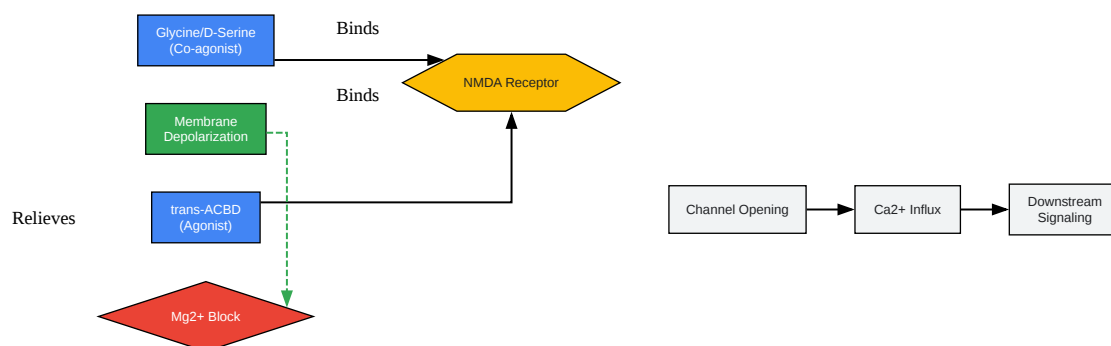 Glycine/D-Serine
(Co-agonist)
Binds
NMDA Receptor
Binds
Membrane
Depolarization
trans-ACBD
(Agonist)
Relieves
Channel Opening
Ca2+ Influx
Downstream
Signaling
Mg2+ Block